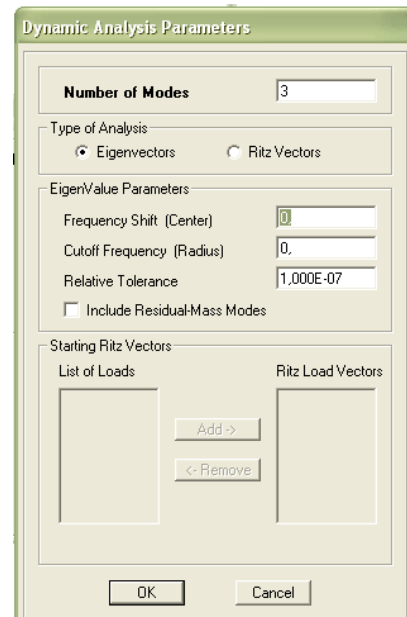 Dynamic Analysis Parameters
Number of Modes 3
Type of Analysis
Eigenvectors Ritz Vectors
EigenValue Parameters
Frequency Shift (Center) 0,
Cutoff Frequency (Radius) 0,
Relative Tolerance 1,000E-07
Include Residual-Mass Modes
Starting Ritz Vectors
List of Loads Ritz Load Vectors
Add ->
<- Remove
OK Cancel